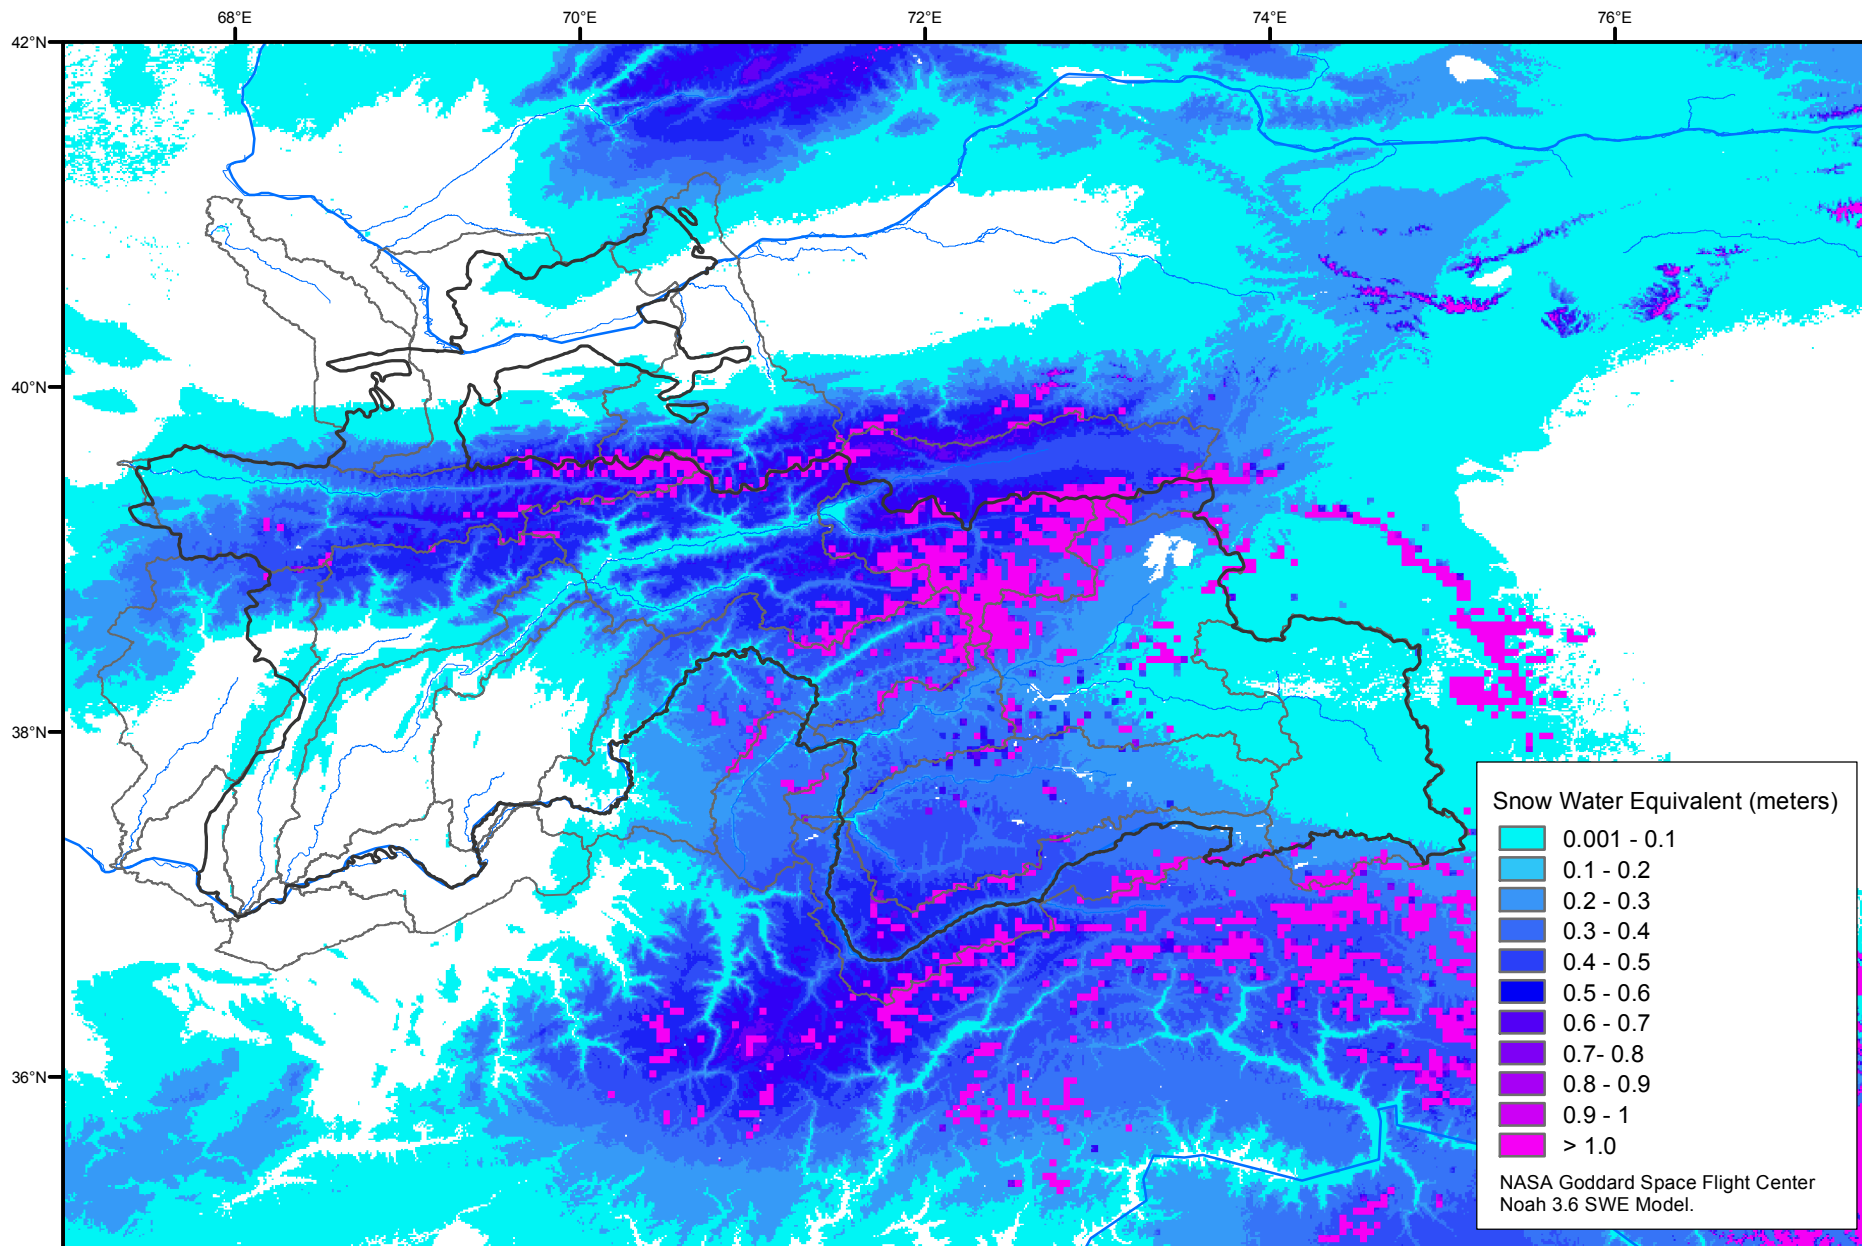 68°E 70°E 72°E 74°E 76°E
42°N
40°N
38°N
36°N
Snow Water Equivalent (meters)
0.001 - 0.1
0.1 - 0.2
0.2 - 0.3
0.3 - 0.4
0.4 - 0.5
0.5 - 0.6
0.6 - 0.7
0.7- 0.8
0.8 - 0.9
0.9 - 1
> 1.0
NASA Goddard Space Flight Center
Noah 3.6 SWE Model.